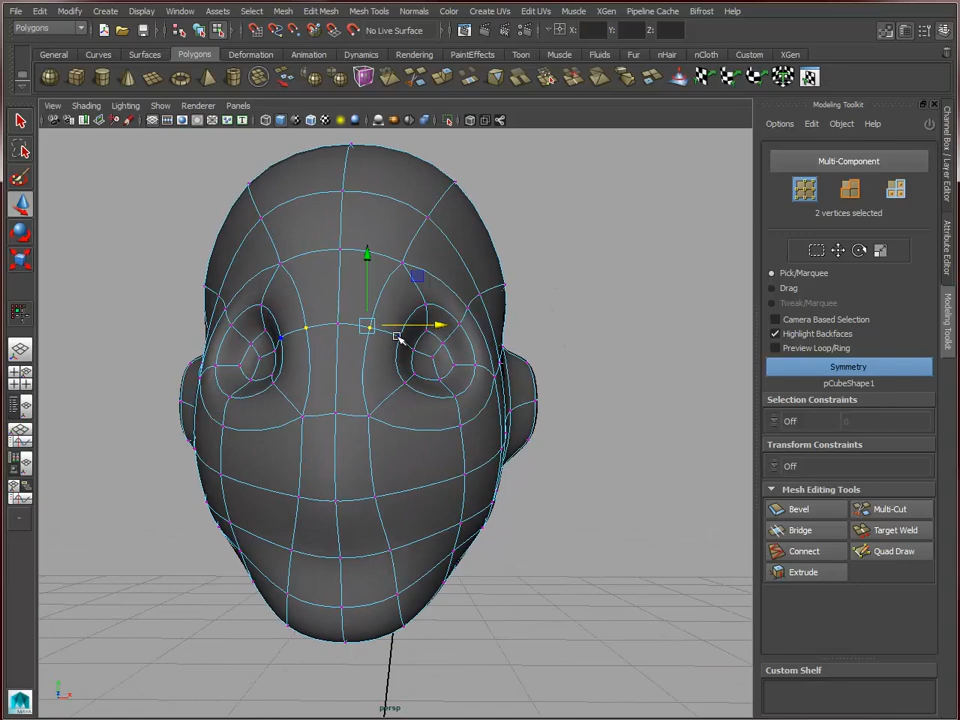 File Edit Modify Create Display Window Assets Select Mesh Edit Mesh Mesh Tools Normals Color Create UVs Edit UVs Muscle XGen Pipeline Cache Bifrost Help
Polygons No Live Surface X: Y: Z:
General Curves Surfaces Polygons Deformation Animation Dynamics Rendering PaintEffects Toon Muscle Fluids Fur nHair nCloth Custom XGen
View Shading Lighting Show Renderer Panels
Modeling Toolkit
Options Edit Object Help
Multi-Component
2 vertices selected
Pick/Marquee
Drag
Tweak/Marquee
Camera Based Selection
Highlight Backfaces
Preview Loop/Ring
Symmetry
pCubeShape1
Selection Constraints
Off 0
Transform Constraints
Off
Mesh Editing Tools
Bevel Multi-Cut
Bridge Target Weld
Connect Quad Draw
Extrude
Custom Shelf
Channel Box / Layer Editor
Attribute Editor
Modeling Toolkit
persp